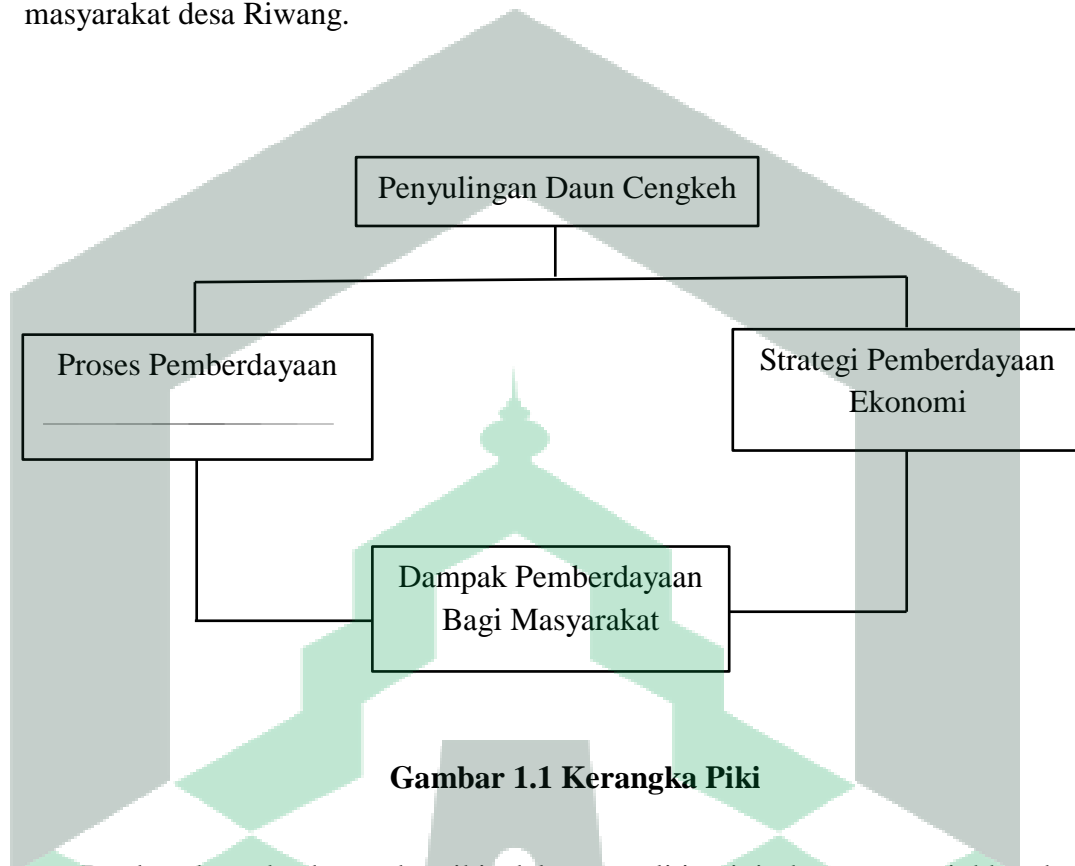 masyarakat desa Riwang.
Penyulingan Daun Cengkeh
Proses Pemberdayaan
Strategi Pemberdayaan
Ekonomi
Dampak Pemberdayaan
Bagi Masyarakat
Gambar 1.1 Kerangka Piki